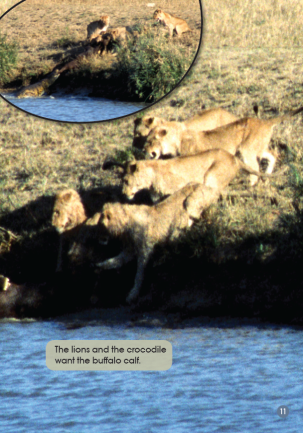 The lions and the crocodile
want the buffalo calf.
11